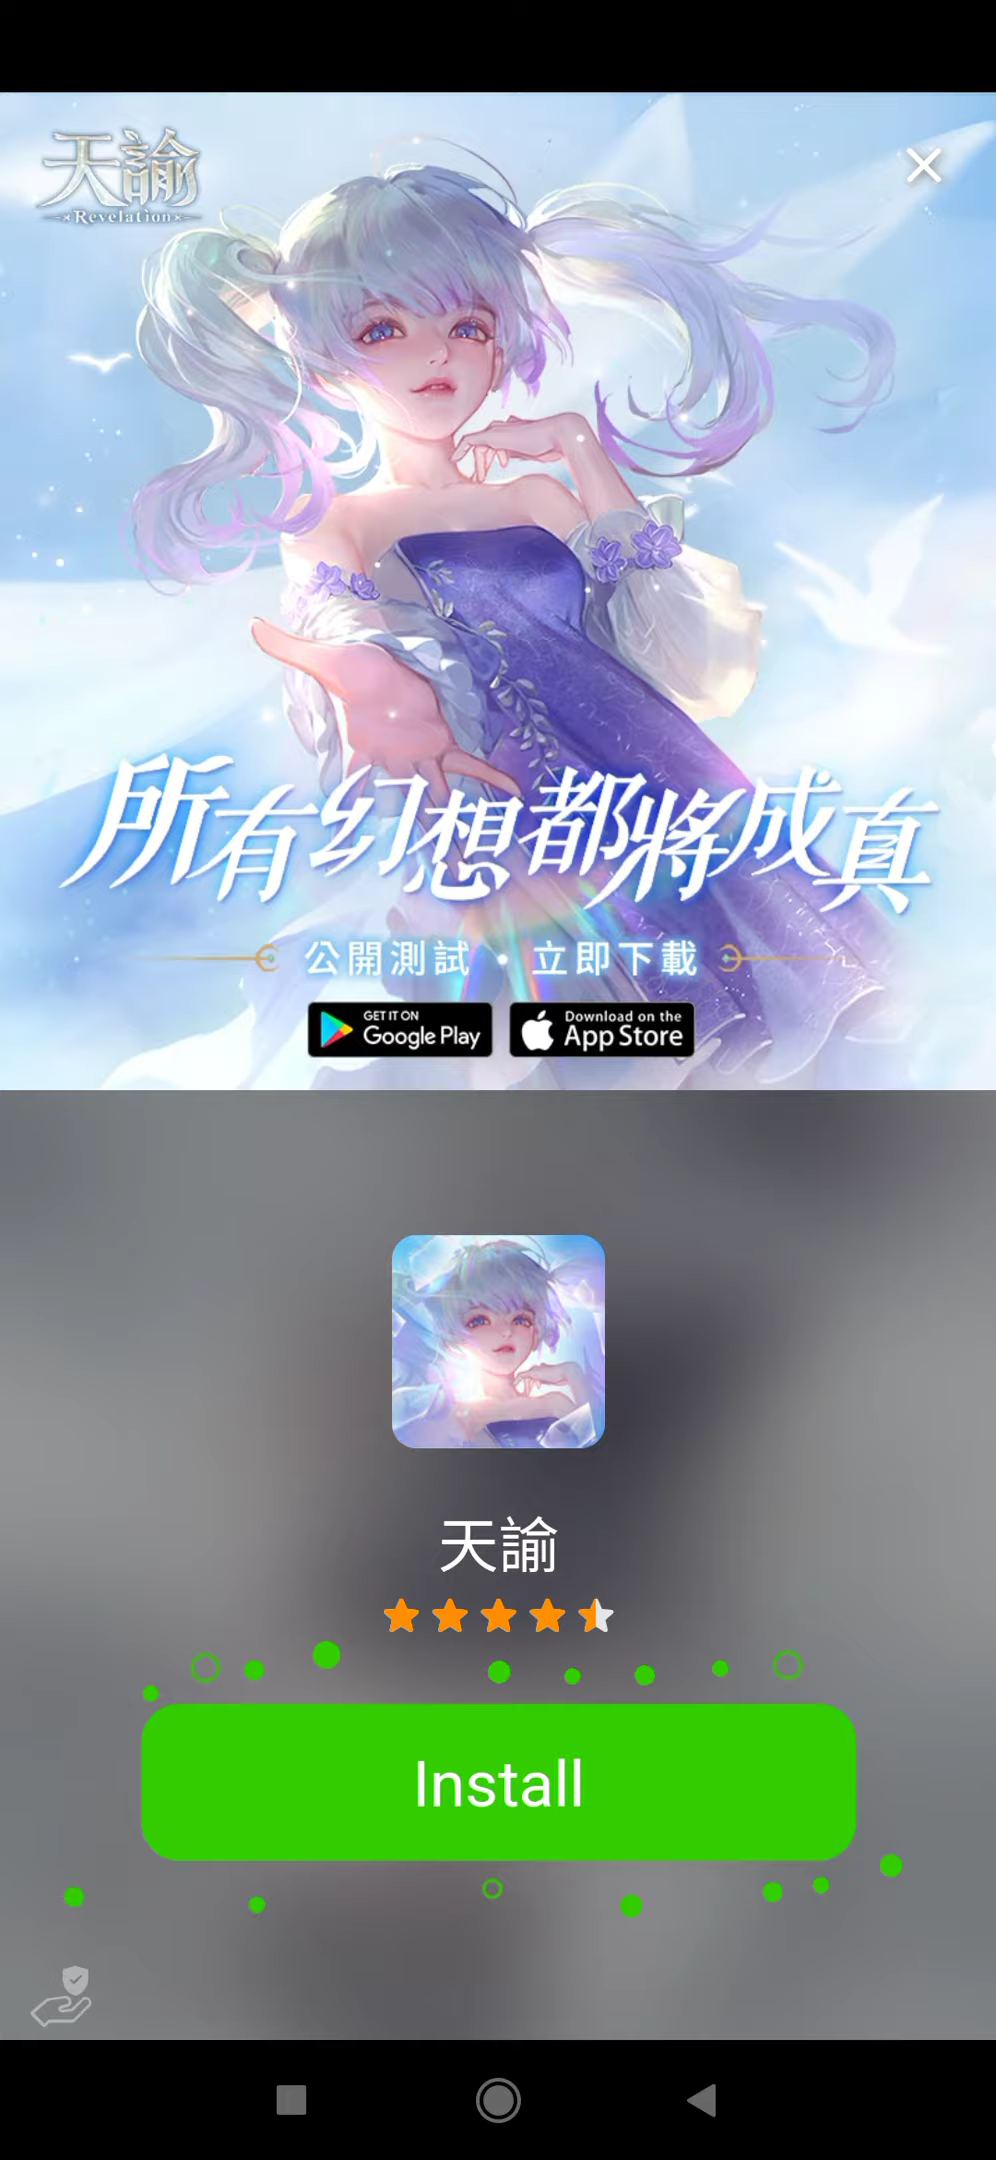 天諭
Revelation
所有幻想都將成真
公開測試 • 立即下載
GET IT ON
Google Play
Download on the
App Store
天諭
Install